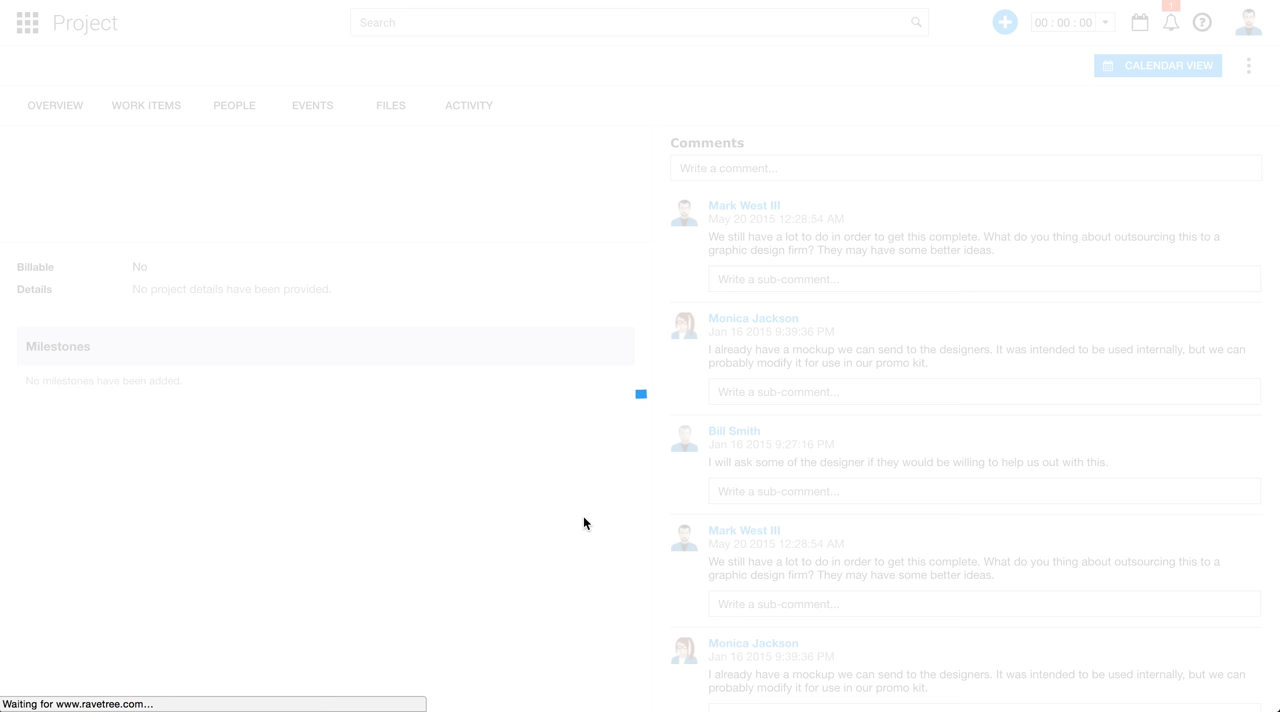 Project
Search
00 : 00 : 00
1
CALENDAR VIEW
OVERVIEW WORK ITEMS PEOPLE EVENTS FILES ACTIVITY
Billable No
Details No project details have been provided.
Milestones
No milestones have been added.
Comments
Write a comment...
Mark West III
May 20 2015 12:28:54 AM
We still have a lot to do in order to get this complete. What do you thing about outsourcing this to a
graphic design firm? They may have some better ideas.
Write a sub-comment...
Monica Jackson
Jan 16 2015 9:39:36 PM
I already have a mockup we can send to the designers. It was intended to be used internally, but we can
probably modify it for use in our promo kit.
Write a sub-comment...
Bill Smith
Jan 16 2015 9:27:16 PM
I will ask some of the designer if they would be willing to help us out with this.
Write a sub-comment...
Mark West III
May 20 2015 12:28:54 AM
We still have a lot to do in order to get this complete. What do you thing about outsourcing this to a
graphic design firm? They may have some better ideas.
Write a sub-comment...
Monica Jackson
Jan 16 2015 9:39:36 PM
I already have a mockup we can send to the designers. It was intended to be used internally, but we can
probably modify it for use in our promo kit.
Waiting for www.ravetree.com...